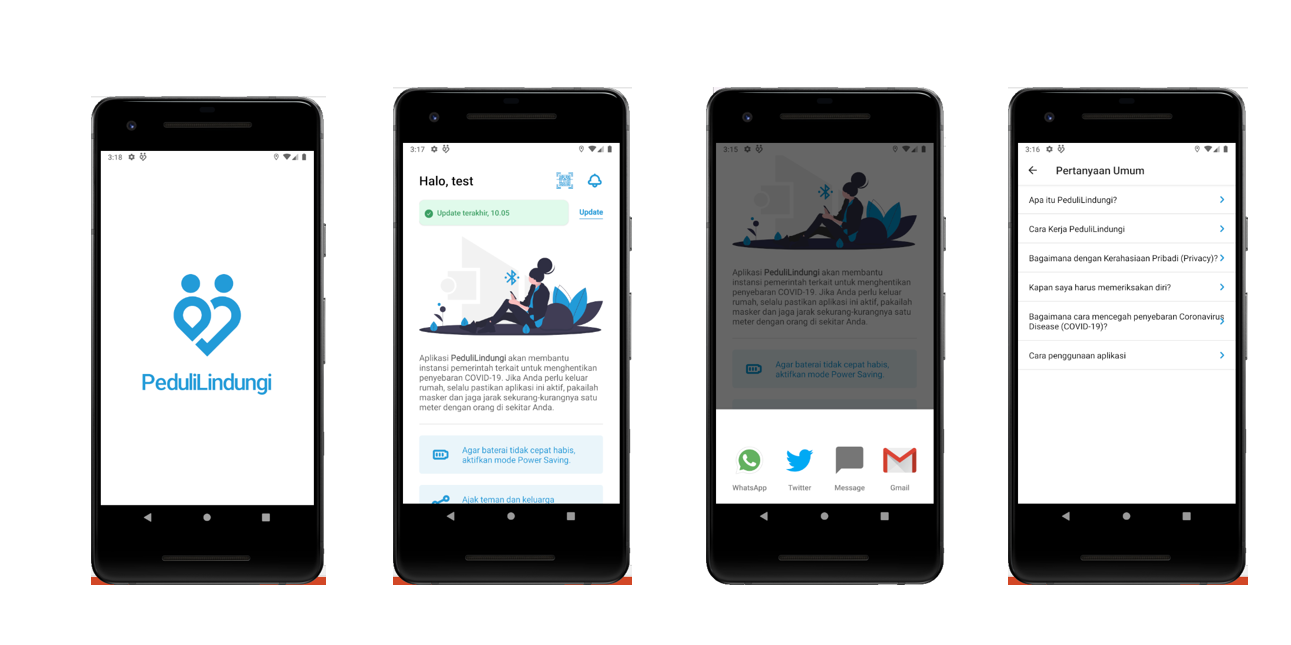 3:18
PeduliLindungi
3:17
Halo, test
Update terakhir, 10.05
Update
Aplikasi PeduliLindungi akan membantu
instansi pemerintah terkait untuk menghentikan
penyebaran COVID-19. Jika Anda perlu keluar
rumah, selalu pastikan aplikasi ini aktif, pakailah
masker dan jaga jarak sekurang-kurangnya satu
meter dengan orang di sekitar Anda.
Agar baterai tidak cepat habis,
aktifkan mode Power Saving.
Ajak teman dan keluarga
3:15
Aplikasi PeduliLindungi akan membantu
instansi pemerintah terkait untuk menghentikan
penyebaran COVID-19. Jika Anda perlu keluar
rumah, selalu pastikan aplikasi ini aktif, pakailah
masker dan jaga jarak sekurang-kurangnya satu
meter dengan orang di sekitar Anda.
Agar baterai tidak cepat habis,
aktifkan mode Power Saving.
WhatsApp
Twitter
Message
Gmail
3:16
Pertanyaan Umum
Apa itu PeduliLindungi?
Cara Kerja PeduliLindungi
Bagaimana dengan Kerahasiaan Pribadi (Privacy)?
Kapan saya harus memeriksakan diri?
Bagaimana cara mencegah penyebaran Coronavirus
Disease (COVID-19)?
Cara penggunaan aplikasi